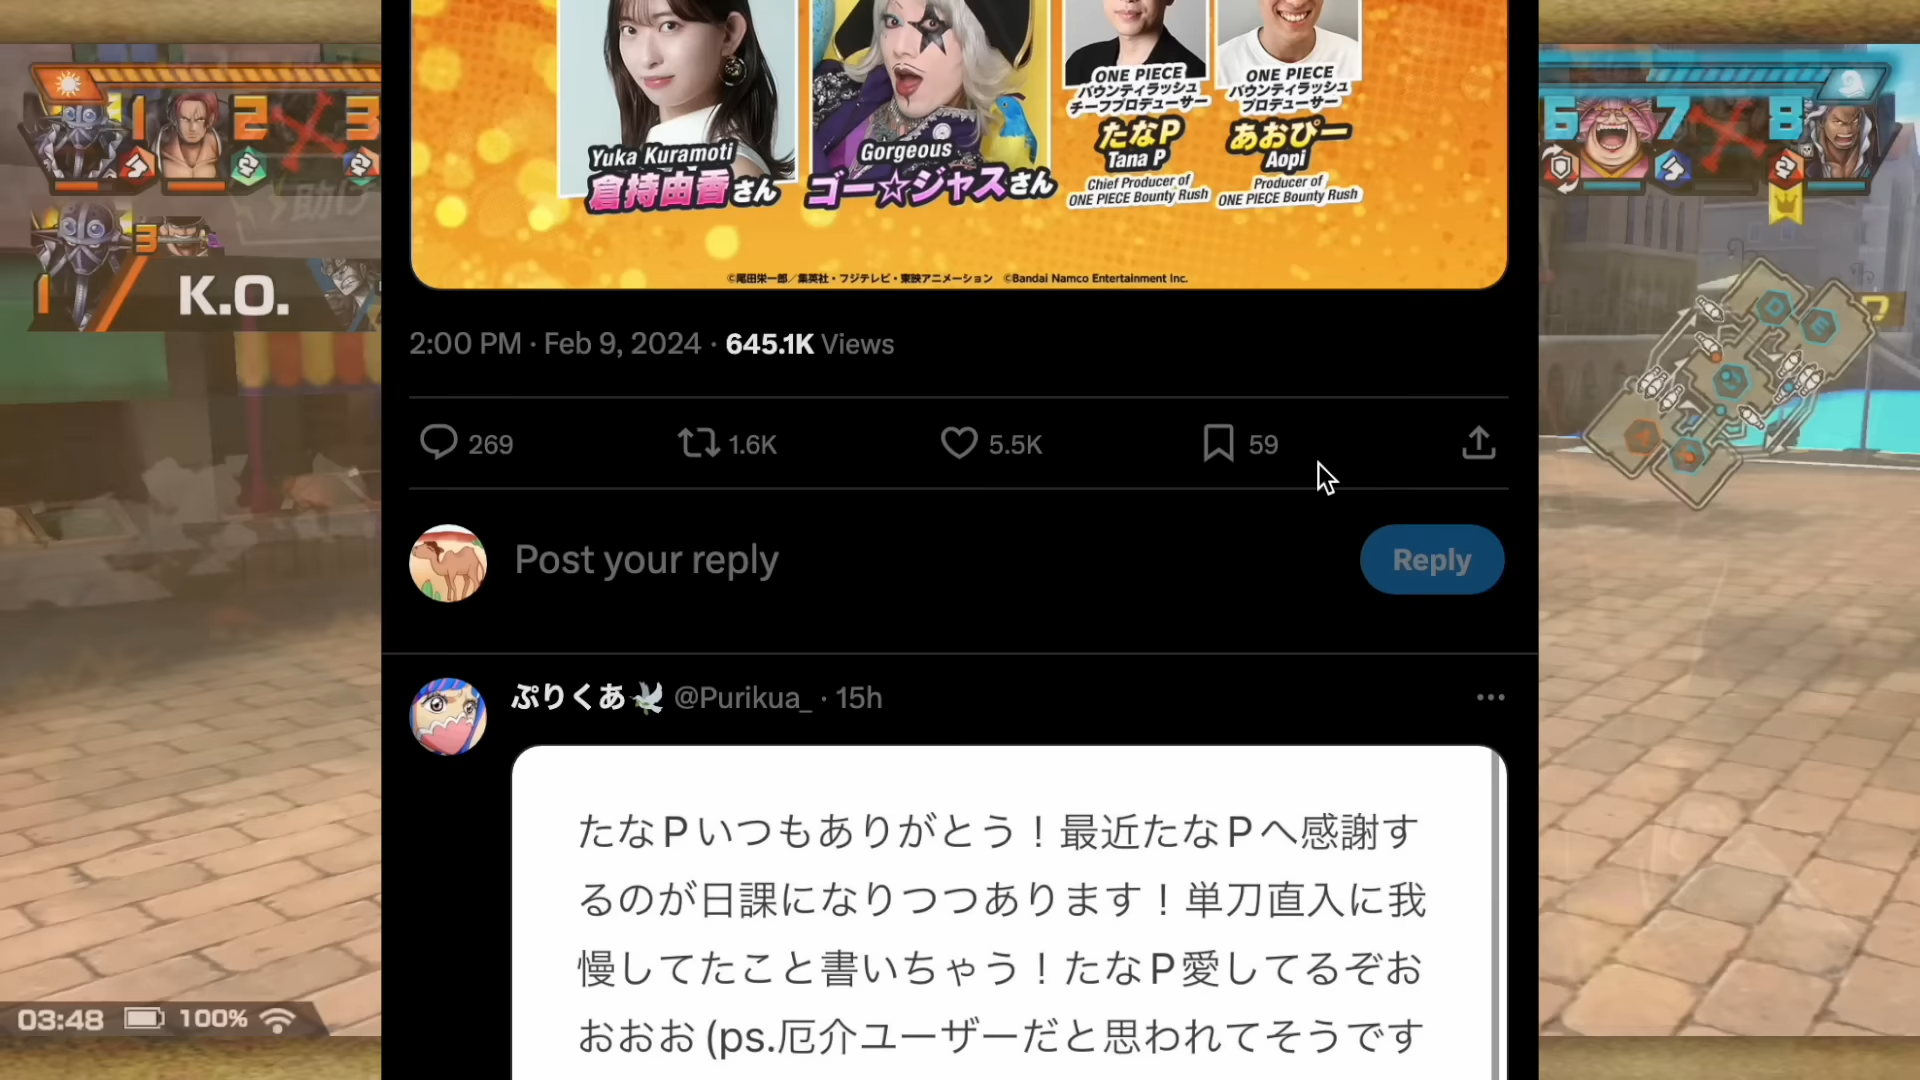 ONE PIECE
バウンティラッシュ
チーフプロデューサー
たなP
Tana P
Chief Producer of
ONE PIECE Bounty Rush
ONE PIECE
バウンティラッシュ
プロデューサー
あおぴー
Aopi
Producer of
ONE PIECE Bounty Rush
Yuka Kuramoti
倉持由香さん
Gorgeous
ゴー☆ジャスさん
©尾田栄一郎/集英社・フジテレビ・東映アニメーション ©Bandai Namco Entertainment Inc.
1 2 3
6 7 8
助け
3
1
K.O.
7
D
E
A
2:00 PM · Feb 9, 2024 · 645.1K Views
269 1.6K 5.5K 59
Post your reply
Reply
ぷりくあ🕊 @Purikua_ · 15h
たなPいつもありがとう！最近たなPへ感謝す
るのが日課になりつつあります！単刀直入に我
慢してたこと書いちゃう！たなP愛してるぞお
おおお(ps.厄介ユーザーだと思われてそうです
03:48 100%